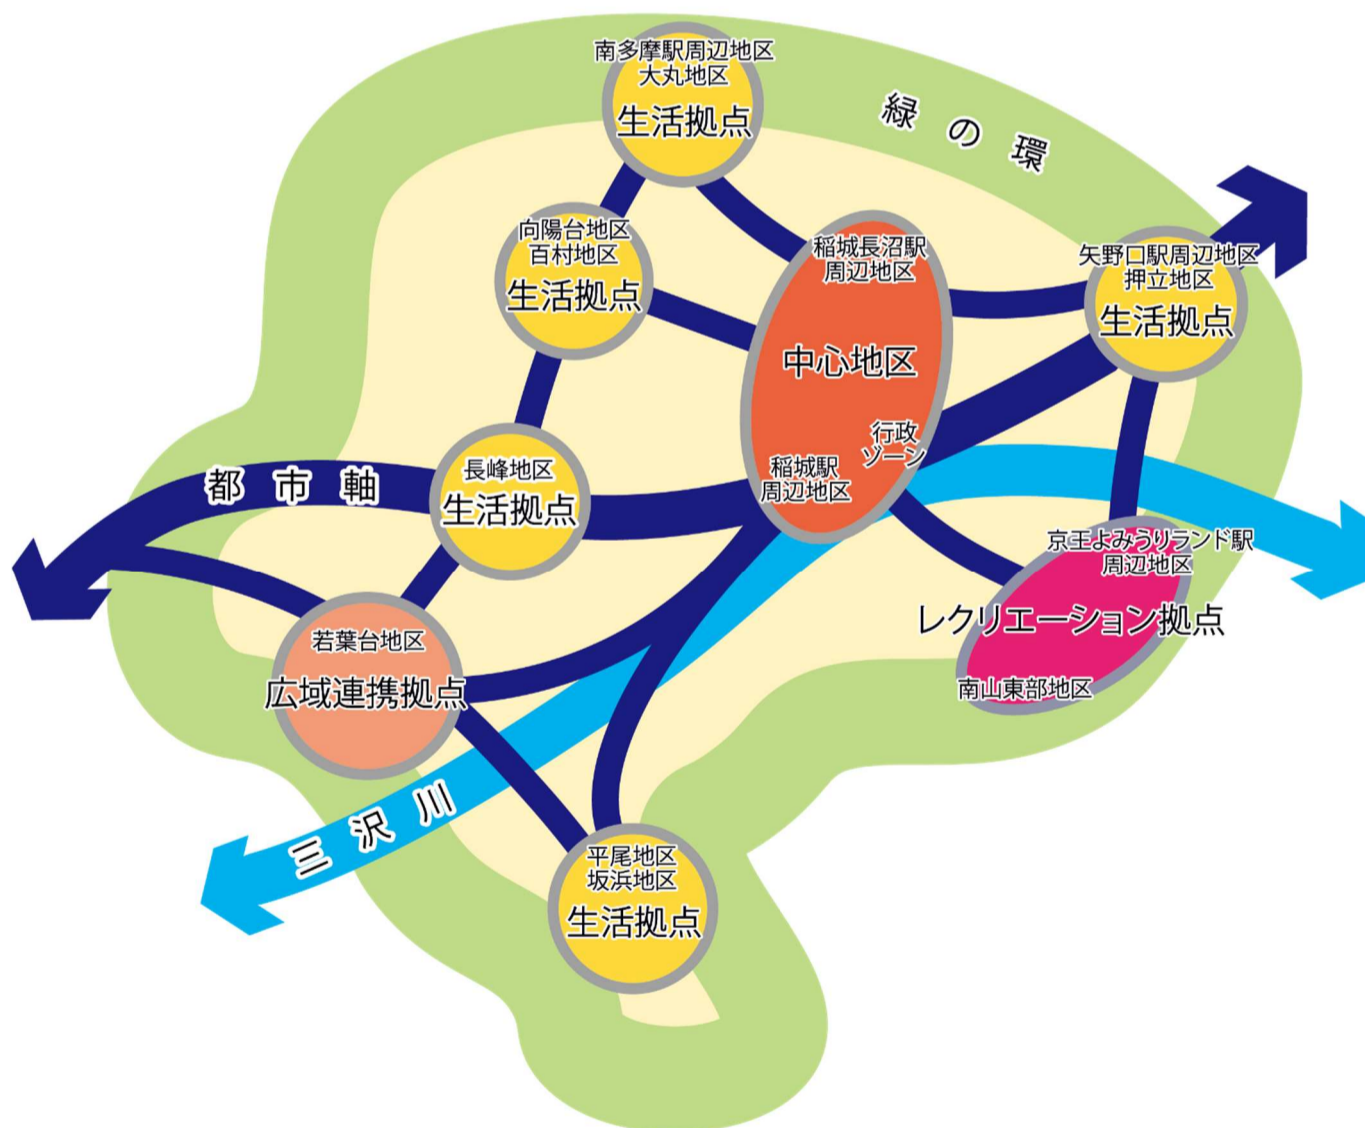 南多摩駅周辺地区
大丸地区
生活拠点
緑の環
向陽台地区
百村地区
生活拠点
稲城長沼駅
周辺地区
中心地区
行政
ゾーン
稲城駅
周辺地区
矢野口駅周辺地区
押立地区
生活拠点
都市軸
長峰地区
生活拠点
京王よみうりランド駅
周辺地区
レクリエーション拠点
南山東部地区
若葉台地区
広域連携拠点
三沢川
平尾地区
坂浜地区
生活拠点